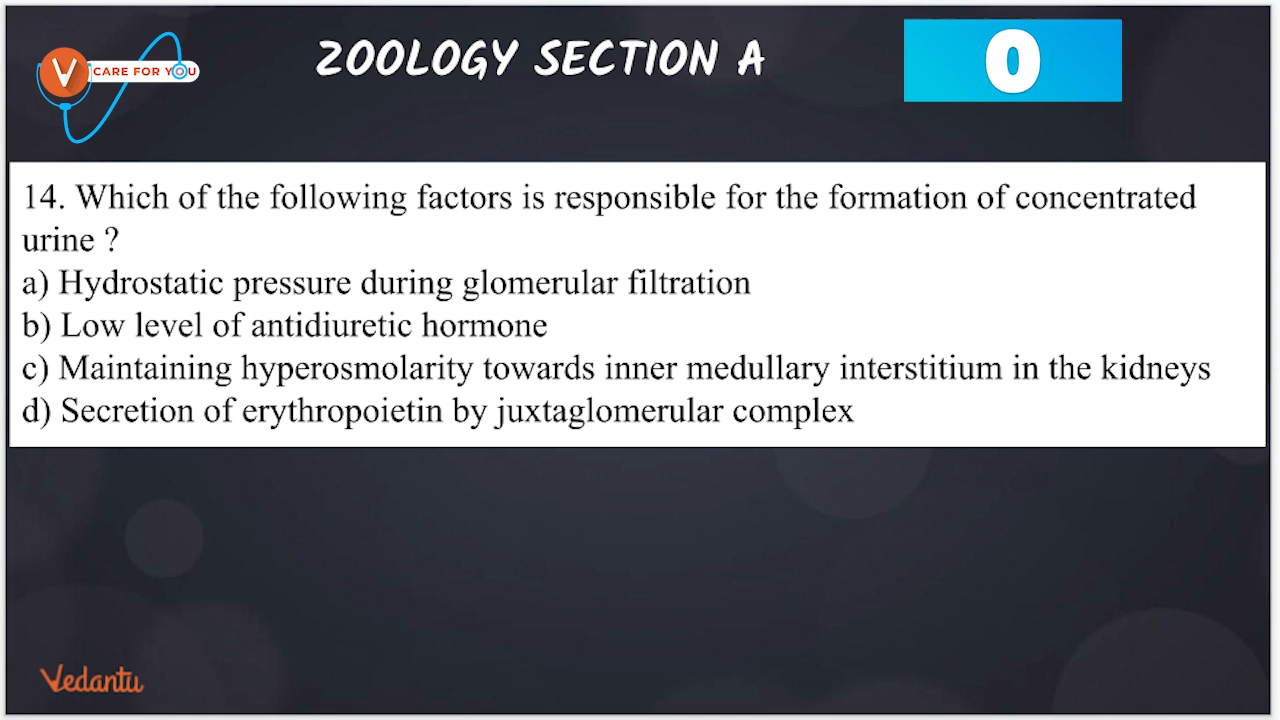 V CARE FOR YOU
ZOOLOGY SECTION A
0
14. Which of the following factors is responsible for the formation of concentrated
urine ?
a) Hydrostatic pressure during glomerular filtration
b) Low level of antidiuretic hormone
c) Maintaining hyperosmolarity towards inner medullary interstitium in the kidneys
d) Secretion of erythropoietin by juxtaglomerular complex
Vedantu